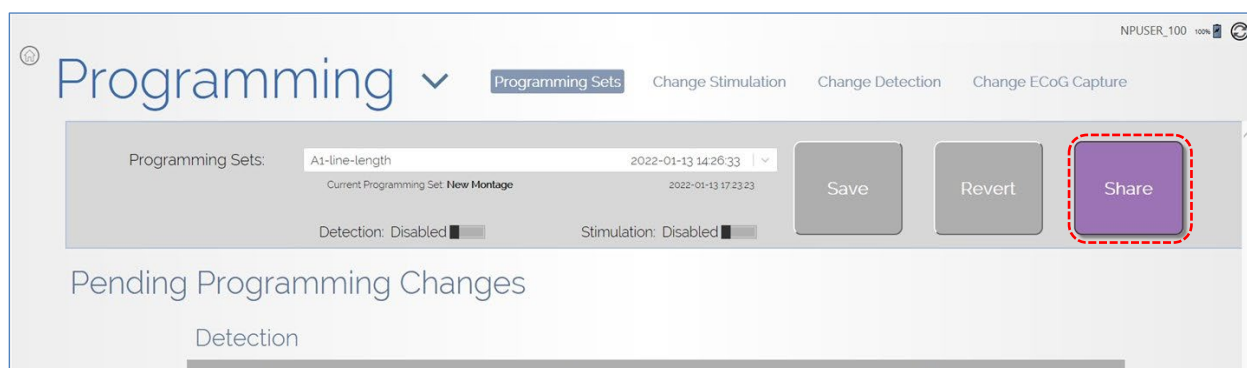 NPUSER_100 100%
Programming
Programming Sets Change Stimulation Change Detection Change ECoG Capture
Programming Sets: A1-line-length 2022-01-13 14:26:33 Save Revert Share
Current Programming Set: New Montage 2022-01-13 17:23:23
Detection: Disabled Stimulation: Disabled
Pending Programming Changes
Detection